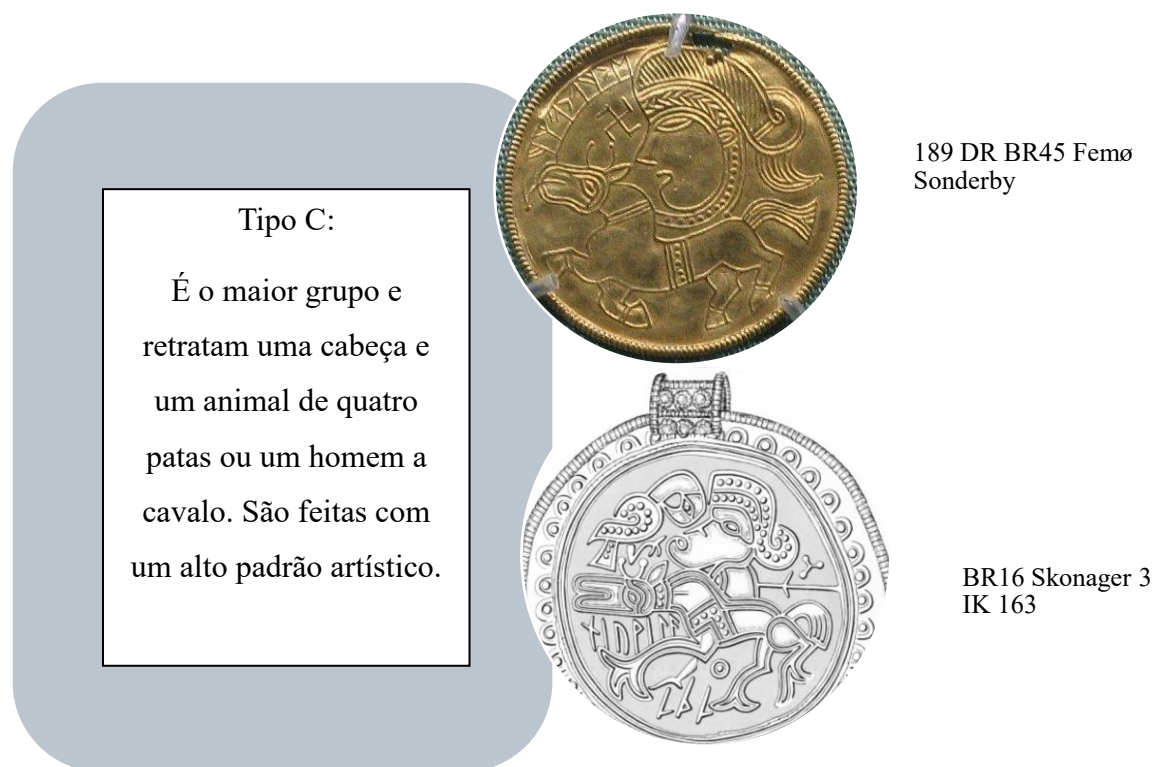 Tipo C:
É o maior grupo e
retratam uma cabeça e
um animal de quatro
patas ou um homem a
cavalo. São feitas com
um alto padrão artístico.
189 DR BR45 Femø
Sonderby
BR16 Skonager 3
IK 163